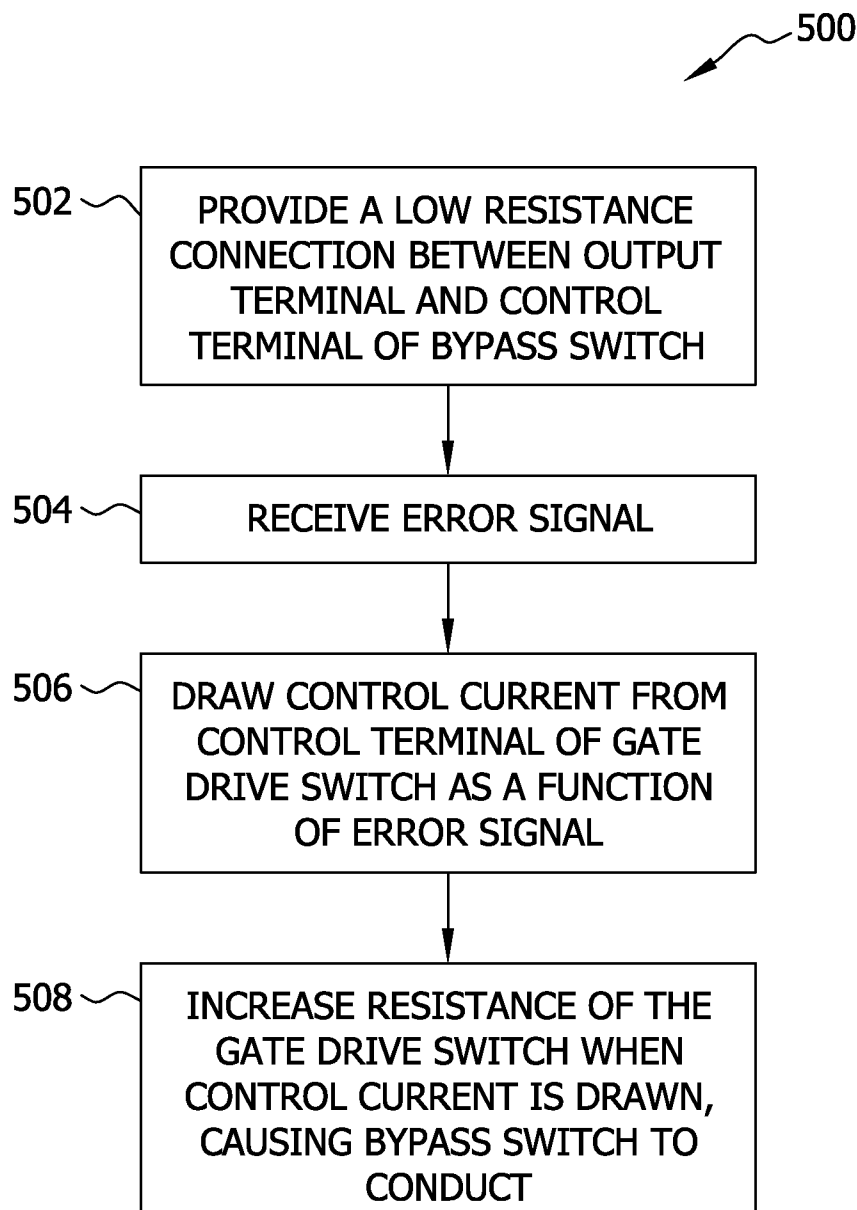 500
502
PROVIDE A LOW RESISTANCE
CONNECTION BETWEEN OUTPUT
TERMINAL AND CONTROL
TERMINAL OF BYPASS SWITCH
504
RECEIVE ERROR SIGNAL
506
DRAW CONTROL CURRENT FROM
CONTROL TERMINAL OF GATE
DRIVE SWITCH AS A FUNCTION
OF ERROR SIGNAL
508
INCREASE RESISTANCE OF THE
GATE DRIVE SWITCH WHEN
CONTROL CURRENT IS DRAWN,
CAUSING BYPASS SWITCH TO
CONDUCT